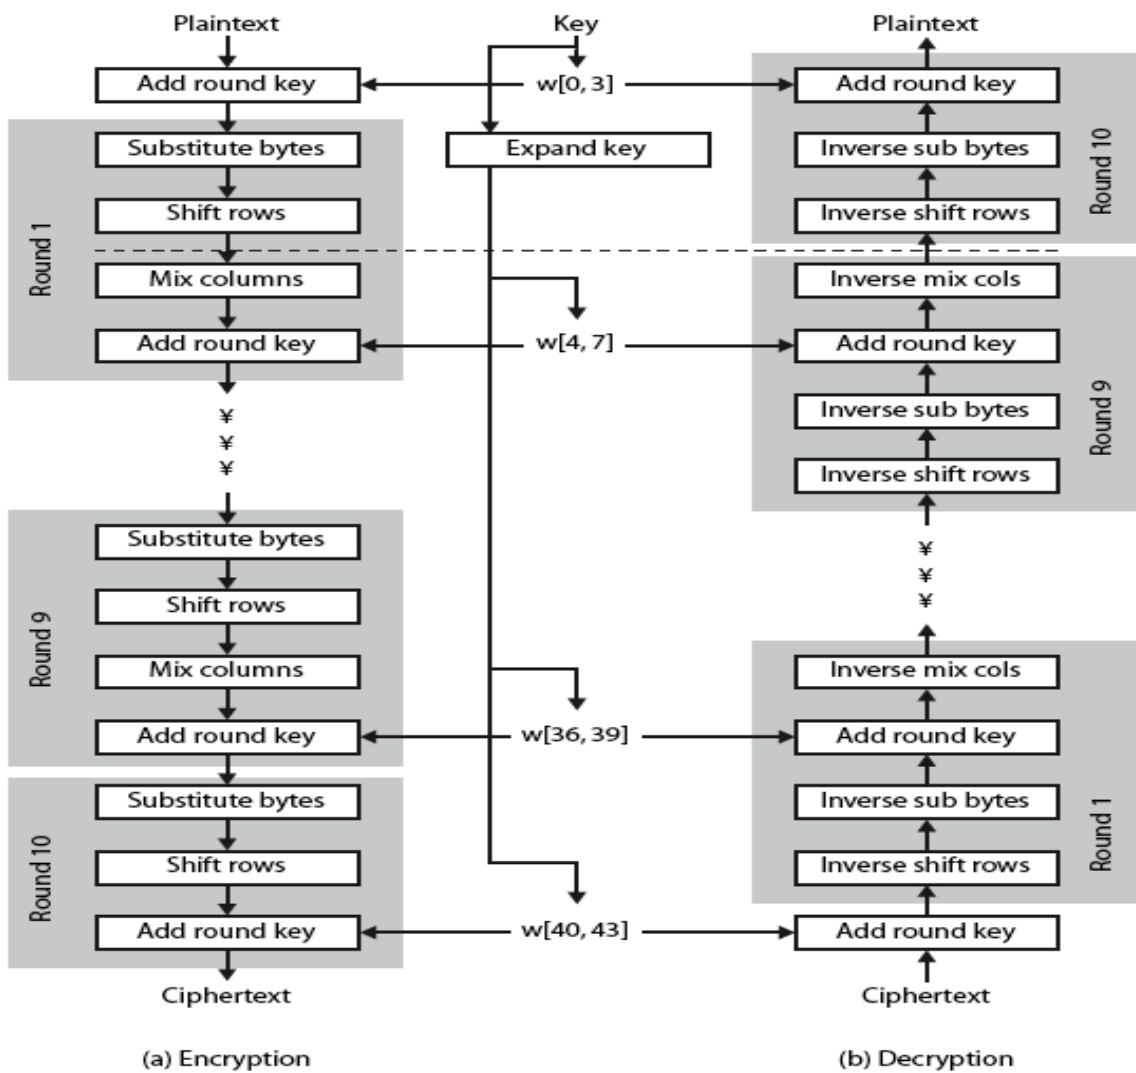 Plaintext
Add round key
Round 1
Substitute bytes
Shift rows
Mix columns
Add round key
¥
¥
¥
Round 9
Substitute bytes
Shift rows
Mix columns
Add round key
Round 10
Substitute bytes
Shift rows
Add round key
Ciphertext
(a) Encryption
Key
w[0, 3]
Expand key
w[4, 7]
w[36, 39]
w[40, 43]
Plaintext
Add round key
Inverse sub bytes
Inverse shift rows
Round 10
Inverse mix cols
Add round key
Inverse sub bytes
Inverse shift rows
Round 9
¥
¥
¥
Inverse mix cols
Add round key
Inverse sub bytes
Inverse shift rows
Round 1
Add round key
Ciphertext
(b) Decryption